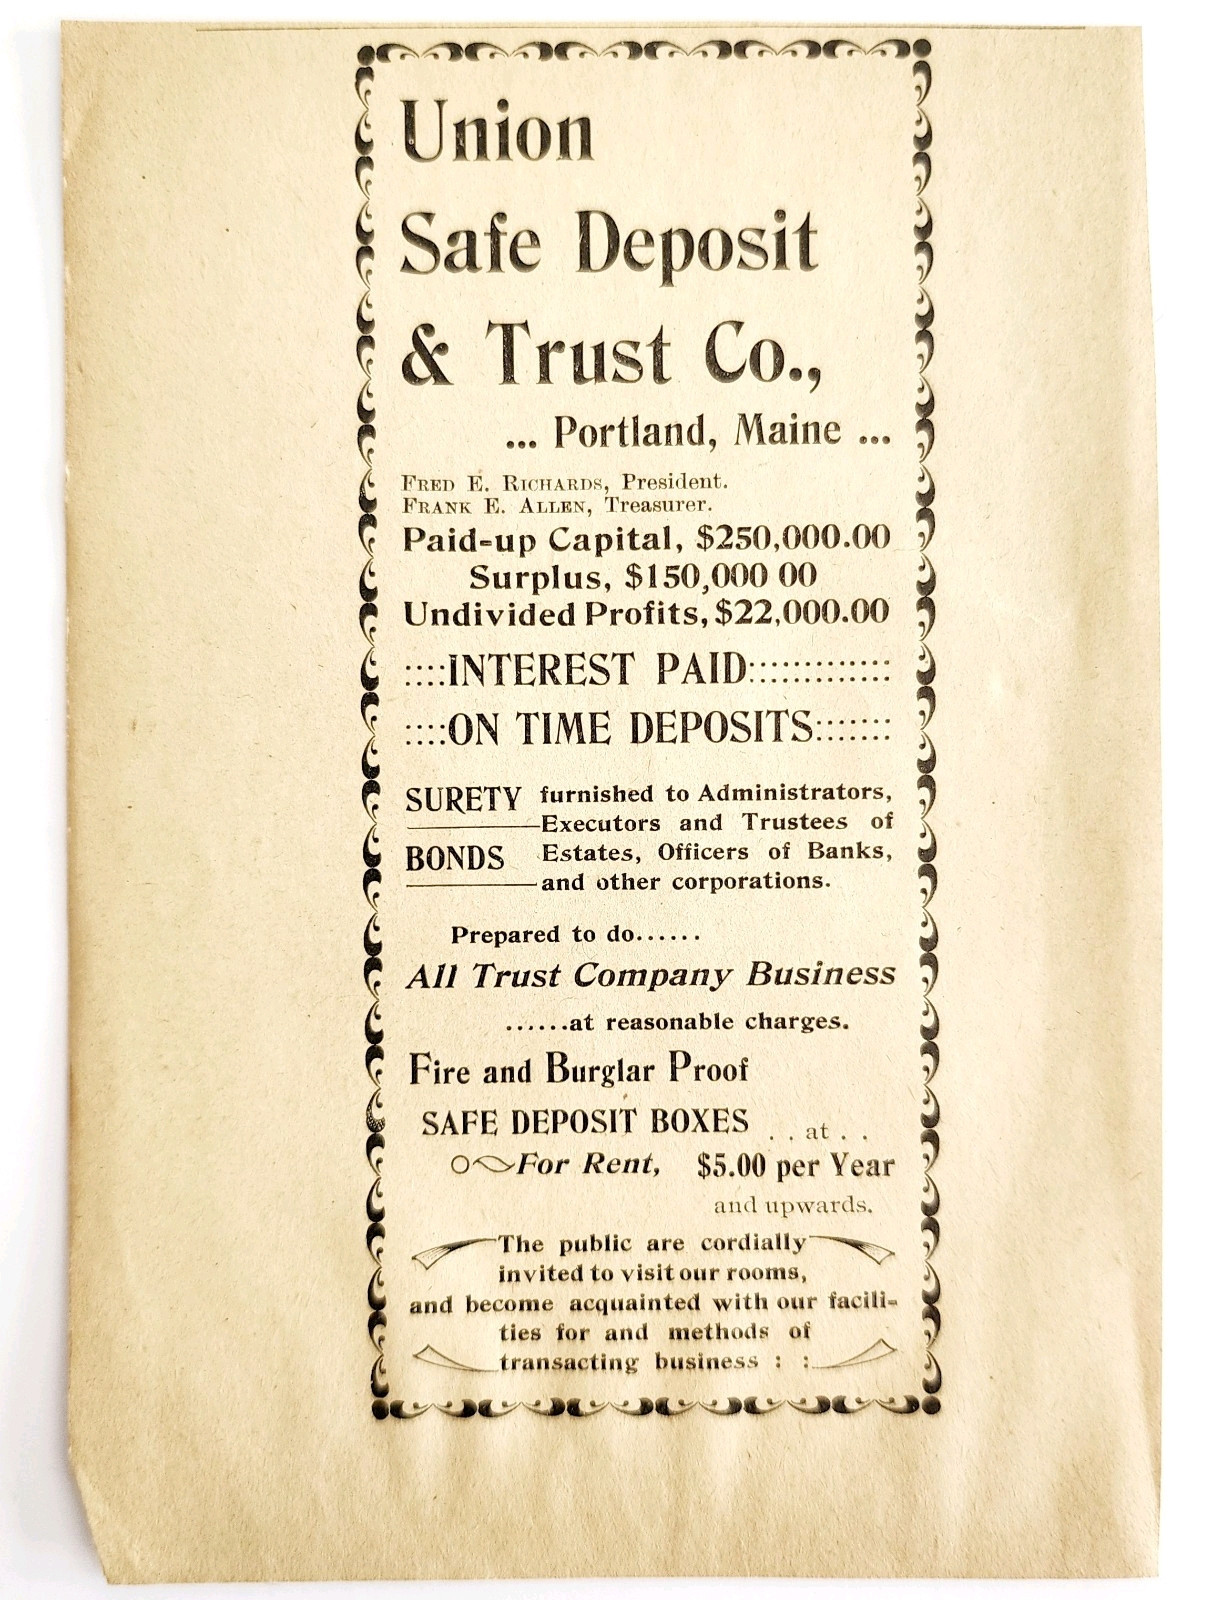 Union
Safe Deposit
& Trust Co.,
... Portland, Maine ...
FRED E. RICHARDS, President.
FRANK E. ALLEN, Treasurer.
Paid-up Capital, $250,000.00
Surplus, $150,000 00
Undivided Profits, $22,000.00
::::INTEREST PAID:::::::::::::
::::ON TIME DEPOSITS:::::::
SURETY BONDS
furnished to Administrators,
Executors and Trustees of
Estates, Officers of Banks,
and other corporations.
Prepared to do......
All Trust Company Business
......at reasonable charges.
Fire and Burglar Proof
SAFE DEPOSIT BOXES . . at . .
For Rent, $5.00 per Year
and upwards.
The public are cordially
invited to visit our rooms,
and become acquainted with our facili-
ties for and methods of
transacting business : :